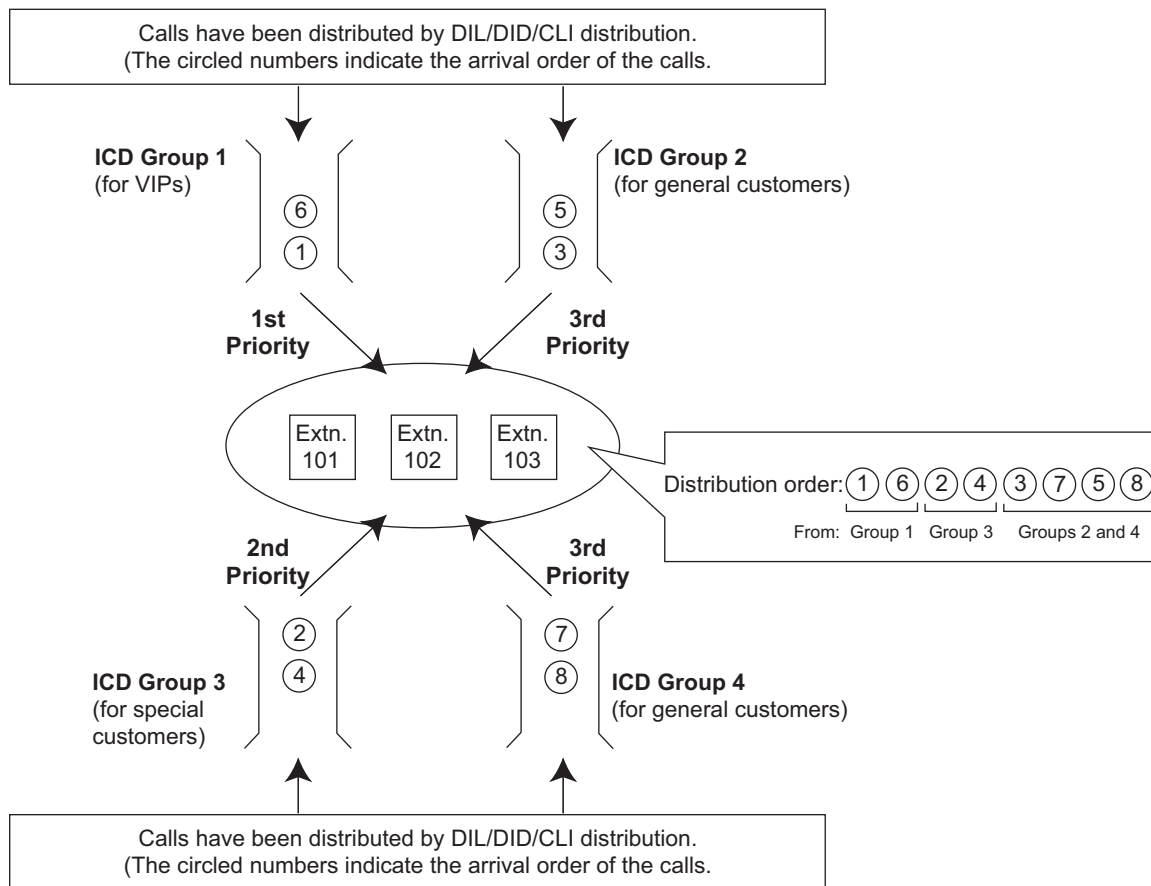 Calls have been distributed by DIL/DID/CLI distribution.
(The circled numbers indicate the arrival order of the calls.
ICD Group 1
(for VIPs)
6
1
ICD Group 2
(for general customers)
5
3
1st
Priority
3rd
Priority
Extn.
101
Extn.
102
Extn.
103
Distribution order: 1 6 2 4 3 7 5 8
From: Group 1 Group 3 Groups 2 and 4
2nd
Priority
3rd
Priority
2
4
ICD Group 3
(for special
customers)
7
8
ICD Group 4
(for general customers)
Calls have been distributed by DIL/DID/CLI distribution.
(The circled numbers indicate the arrival order of the calls.